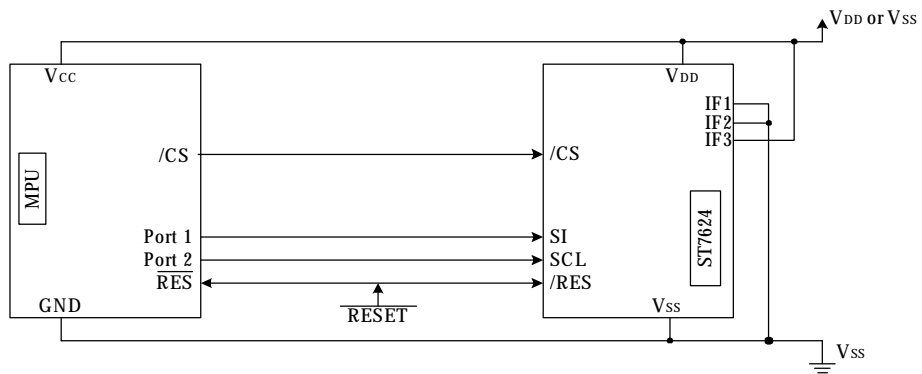 VDD or VSS
VCC
VDD
IF1
IF2
IF3
/CS
/CS
MPU
ST7624
Port 1
SI
Port 2
SCL
RES
/RES
GND
RESET
VSS
VSS